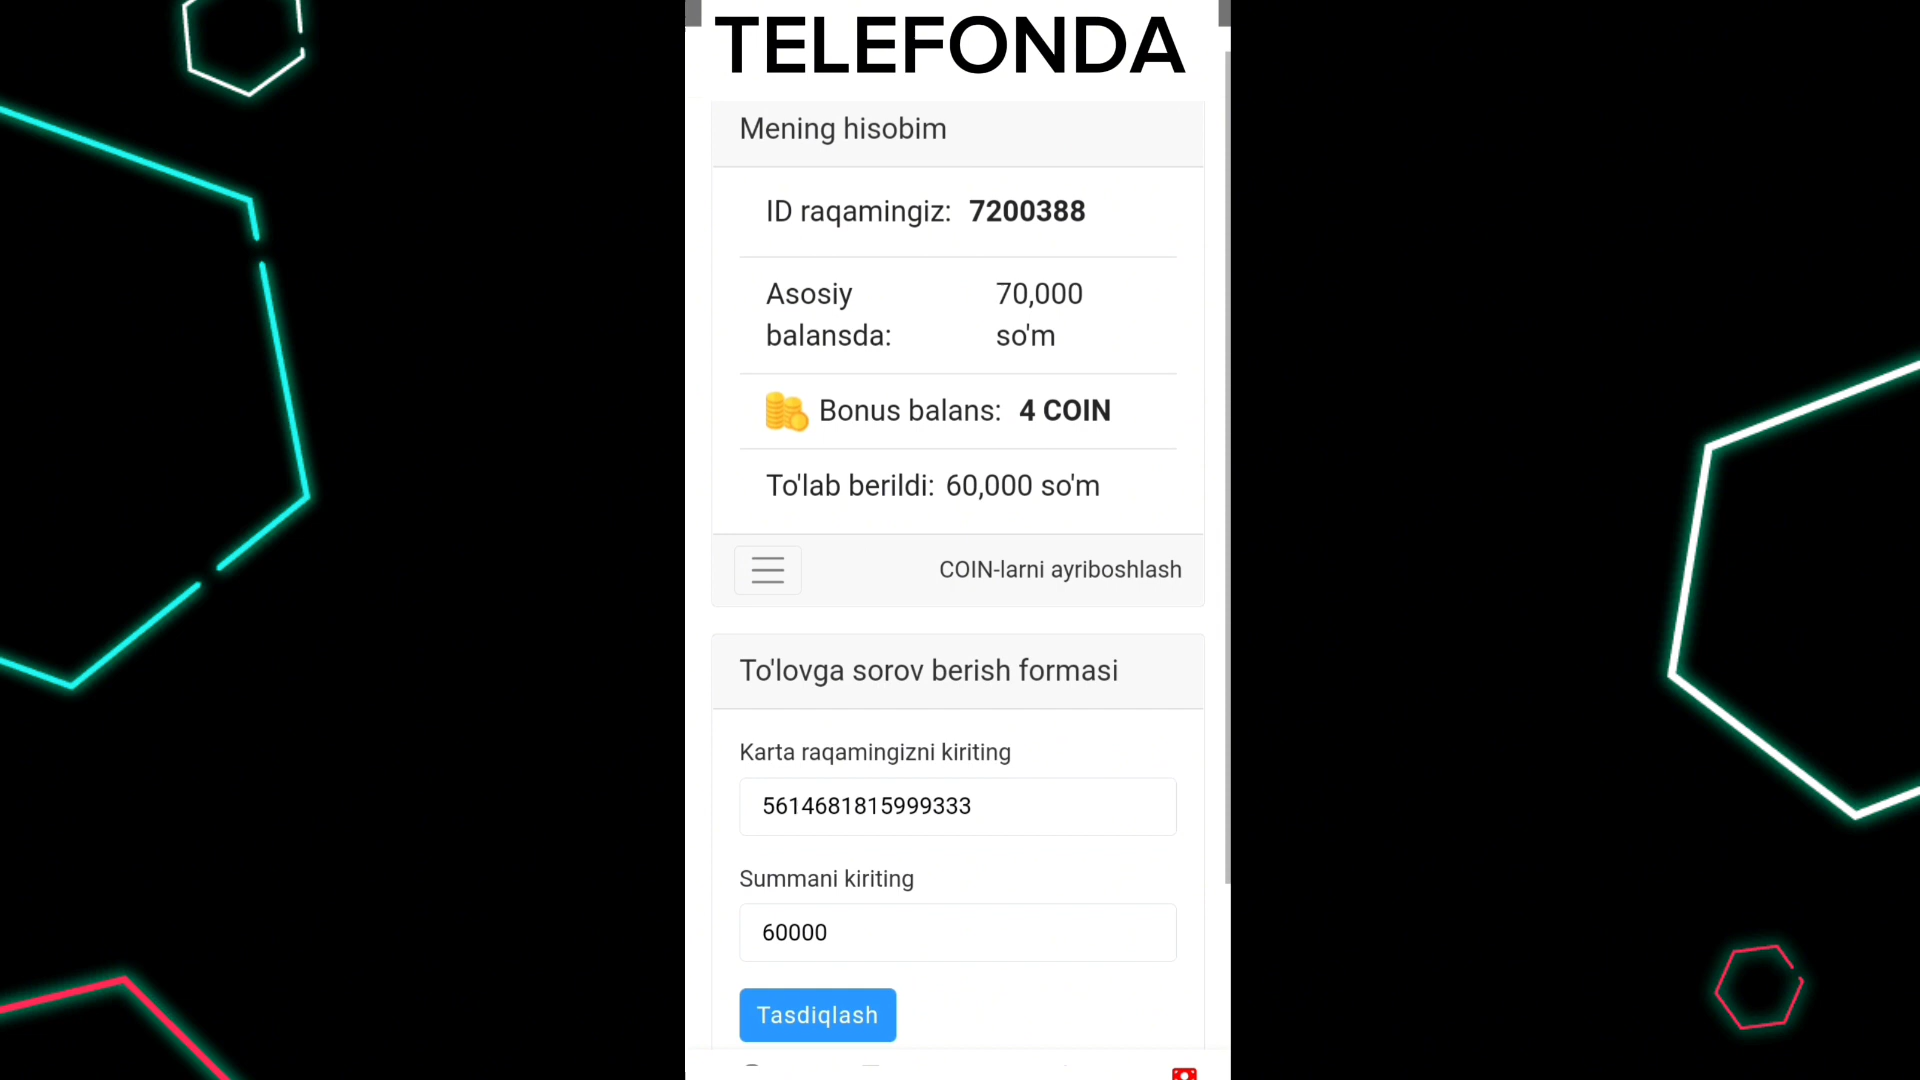 TELEFONDA
Mening hisobim
ID raqamingiz: 7200388
Asosiy balansda: 70,000 so'm
Bonus balans: 4 COIN
To'lab berildi: 60,000 so'm
COIN-larni ayriboshlash
To'lovga sorov berish formasi
Karta raqamingizni kiriting
5614681815999333
Summani kiriting
60000
Tasdiqlash